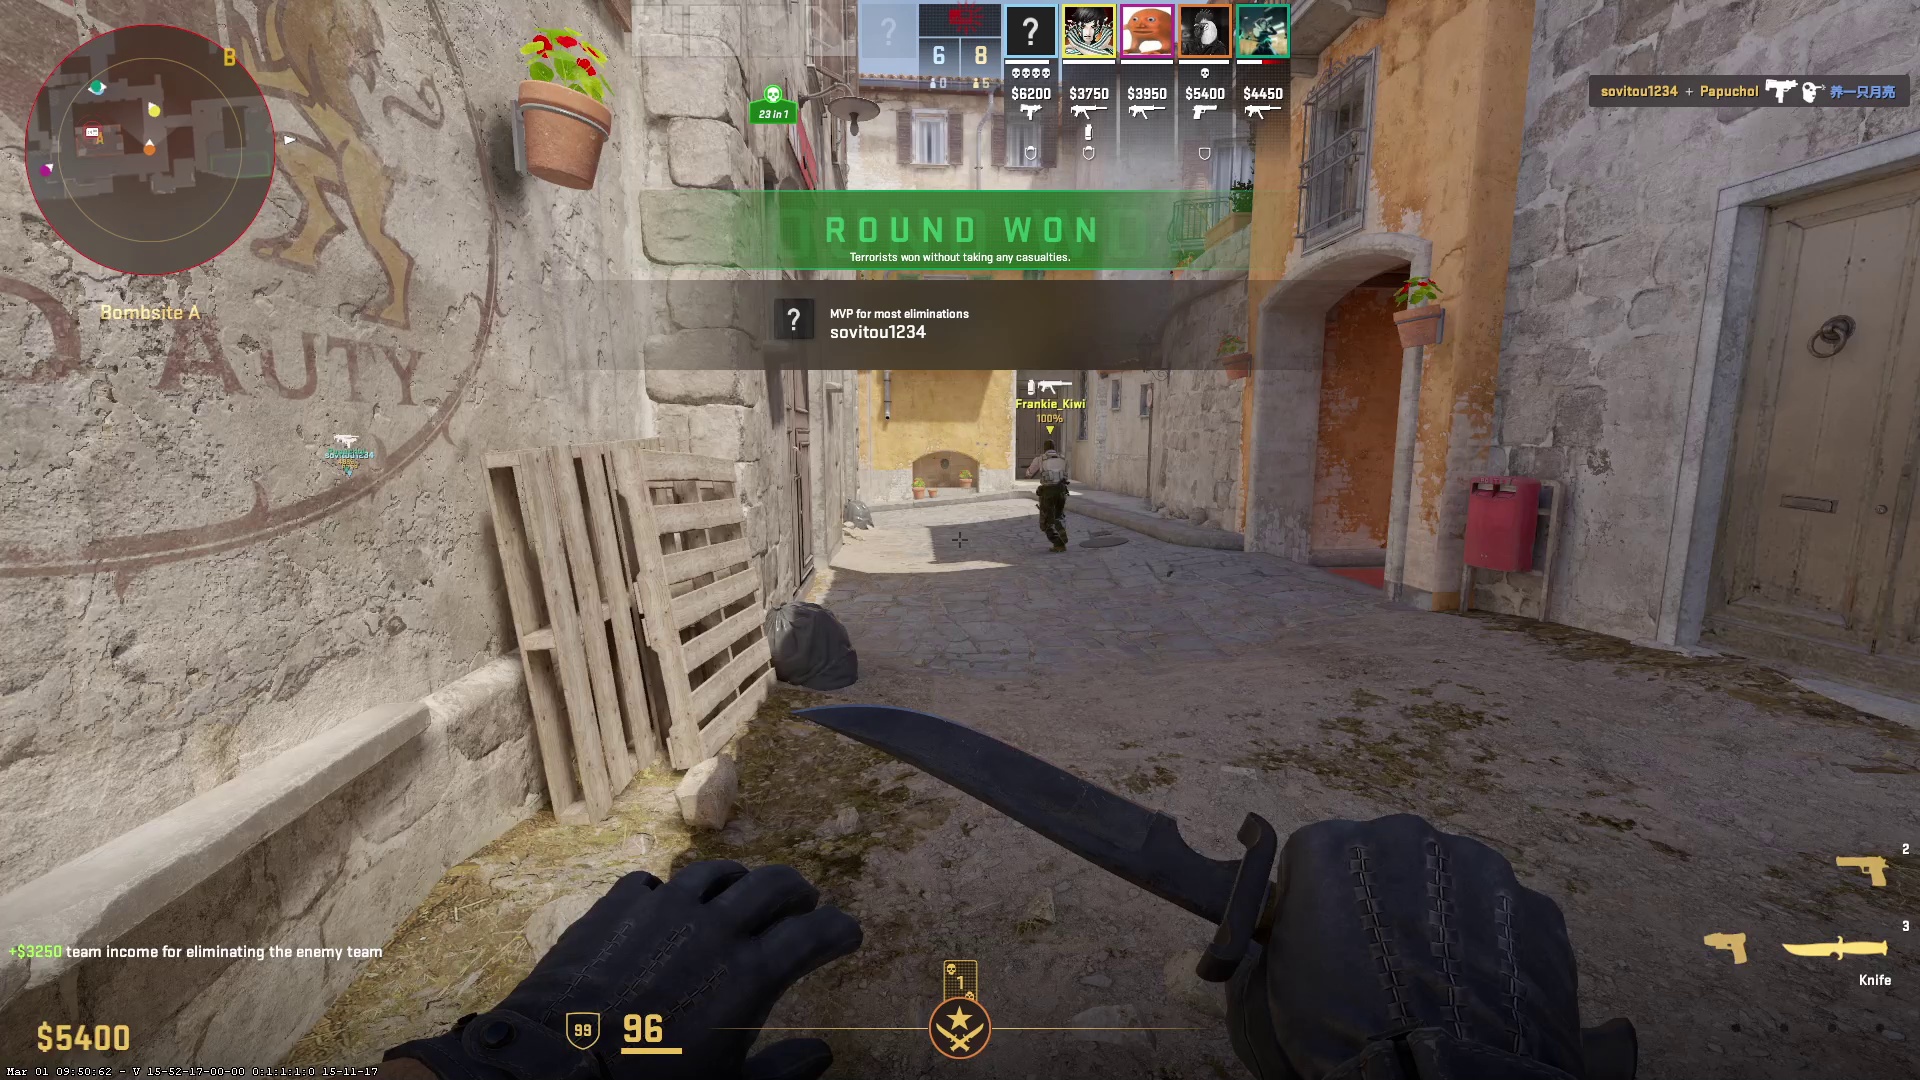 B
A
?
6 8
0 5
?
$6200 $3750 $3950 $5400 $4450
23 in 1
sovitou1234 + Papuchol 养一只月亮
ROUND WON
Terrorists won without taking any casualties.
?
MVP for most eliminations
sovitou1234
Bombsite A
AUTY
Frankie_Kiwi
100%
sovitou1234
2
3
Knife
+$3250 team income for eliminating the enemy team
1
$5400
99
96
Mar 01 09:50:62 - V 15-52-17-00-00 0:1:1:1:0 15-11-17